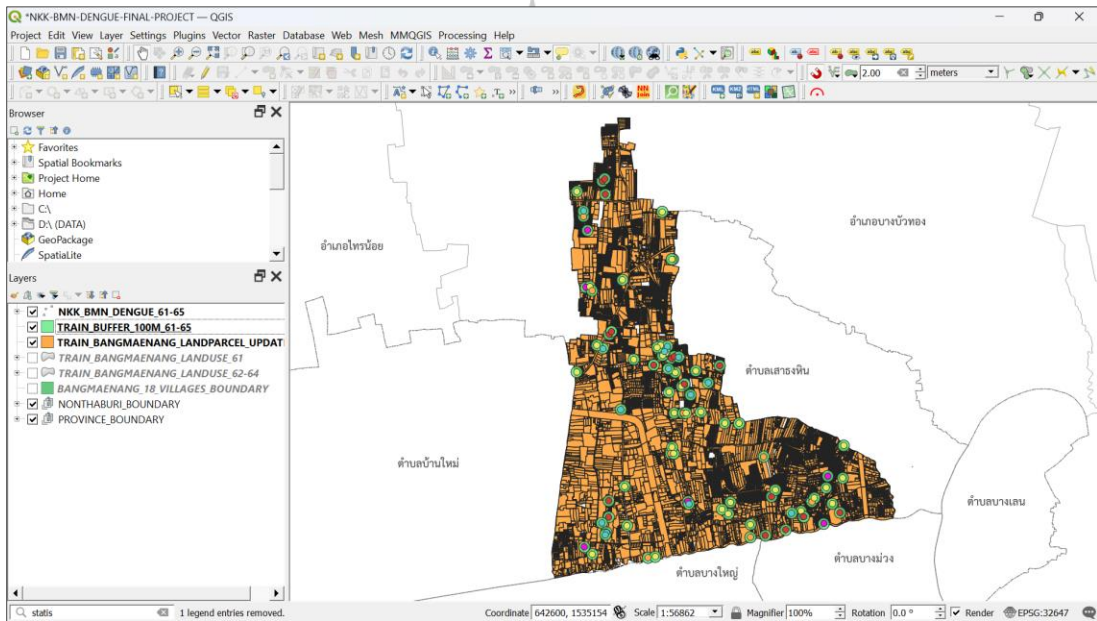 *NKK-BMN-DENGUE-FINAL-PROJECT — QGIS
Project Edit View Layer Settings Plugins Vector Raster Database Web Mesh MMQGIS Processing Help
2.00 meters
Browser
Favorites
Spatial Bookmarks
Project Home
Home
C:\
D:\ (DATA)
GeoPackage
SpatiaLite
Layers
NKK_BMN_DENGUE_61-65
TRAIN_BUFFER_100M_61-65
TRAIN_BANGMAENANG_LANDPARCEL_UPDAT
TRAIN_BANGMAENANG_LANDUSE_61
TRAIN_BANGMAENANG_LANDUSE_62-64
BANGMAENANG_18_VILLAGES_BOUNDARY
NONTHABURI_BOUNDARY
PROVINCE_BOUNDARY
อำเภอไทรน้อย
อำเภอบางบัวทอง
ตำบลเสาธงหิน
ตำบลบ้านใหม่
ตำบลบางเลน
ตำบลบางม่วง
ตำบลบางใหญ่
statis 1 legend entries removed. Coordinate 642600, 1535154 Scale 1:56862 Magnifier 100% Rotation 0.0 ° Render EPSG:32647